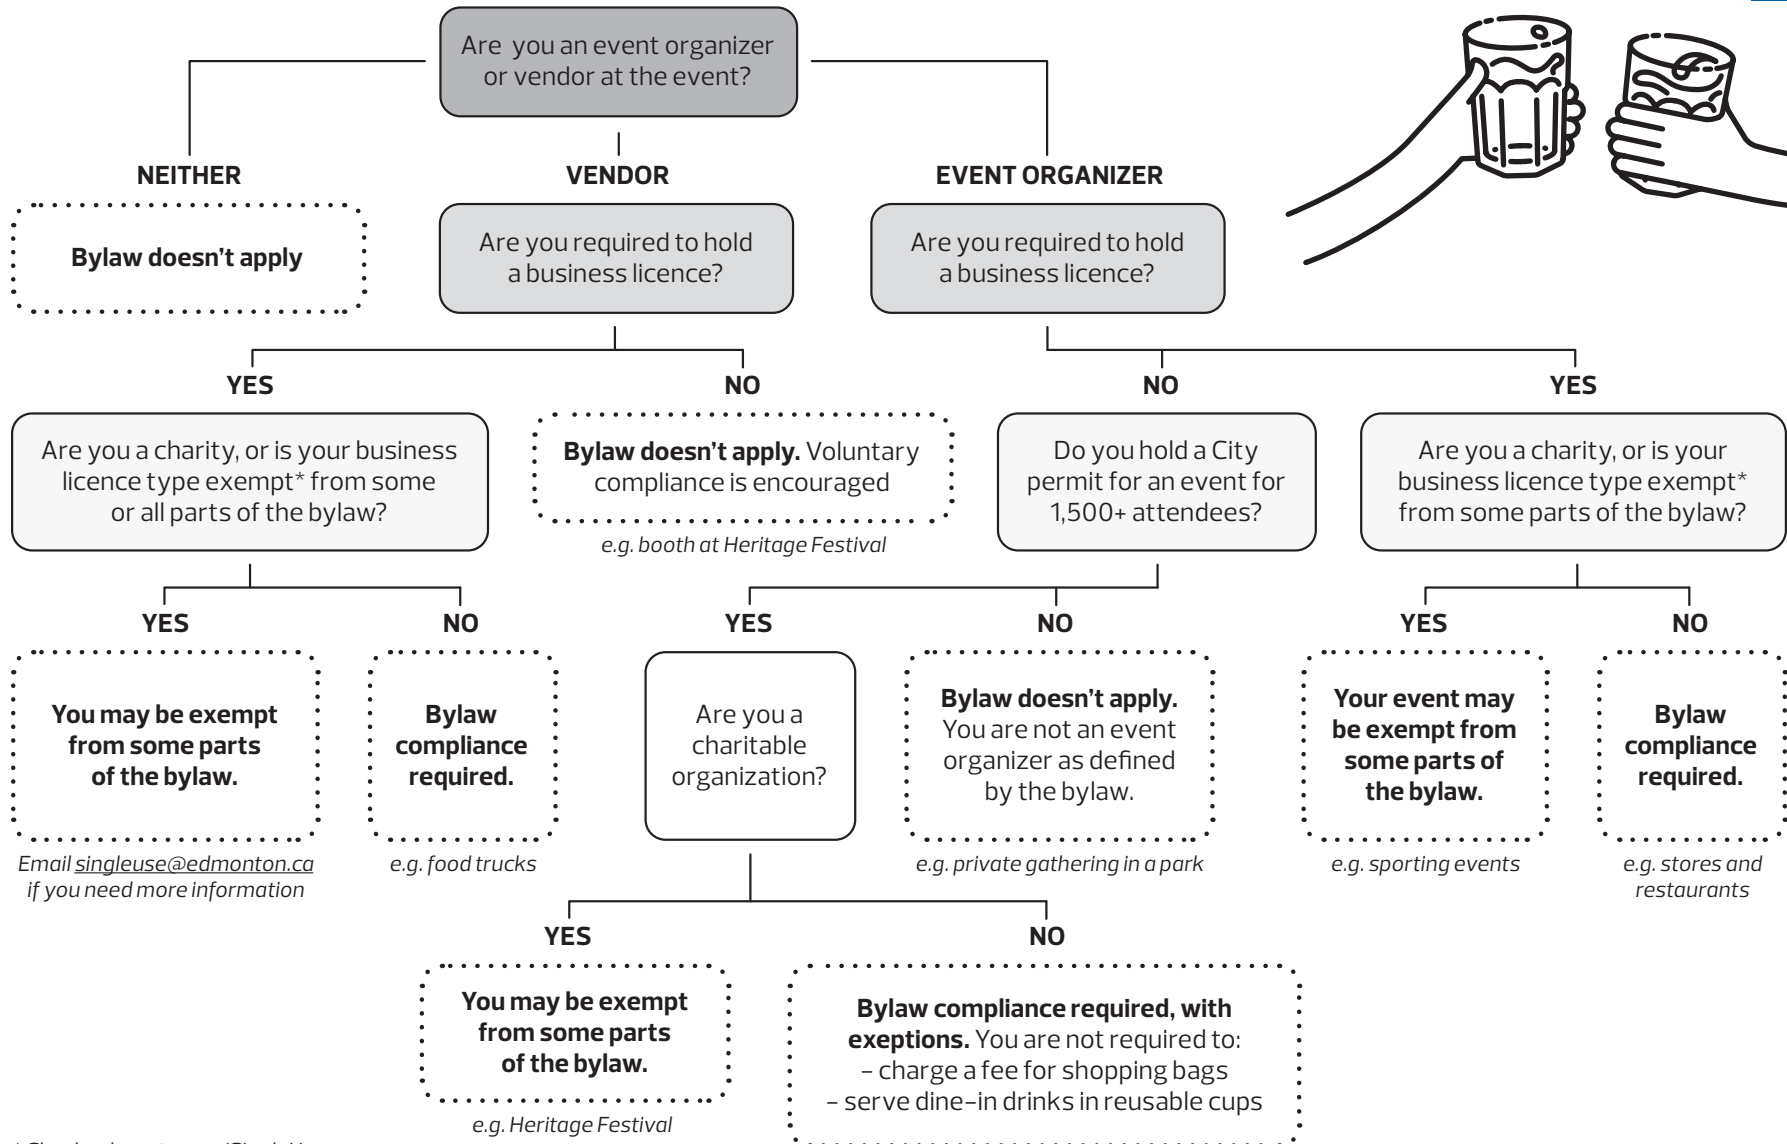 Are you an event organizer
or vendor at the event?
NEITHER
VENDOR
EVENT ORGANIZER
Bylaw doesn't apply
Are you required to hold
a business licence?
Are you required to hold
a business licence?
YES
NO
NO
YES
Are you a charity, or is your business
licence type exempt* from some
or all parts of the bylaw?
Bylaw doesn't apply. Voluntary
compliance is encouraged
e.g. booth at Heritage Festival
Do you hold a City
permit for an event for
1,500+ attendees?
Are you a charity, or is your
business licence type exempt*
from some parts of the bylaw?
YES
NO
YES
NO
YES
NO
You may be exempt
from some parts
of the bylaw.
Email singleuse@edmonton.ca
if you need more information
Bylaw
compliance
required.
e.g. food trucks
Are you a
charitable
organization?
Bylaw doesn't apply.
You are not an event
organizer as defined
by the bylaw.
e.g. private gathering in a park
Your event may
be exempt from
some parts of
the bylaw.
e.g. sporting events
Bylaw
compliance
required.
e.g. stores and
restaurants
YES
NO
You may be exempt
from some parts
of the bylaw.
e.g. Heritage Festival
Bylaw compliance required, with
exeptions. You are not required to:
– charge a fee for shopping bags
– serve dine-in drinks in reusable cups